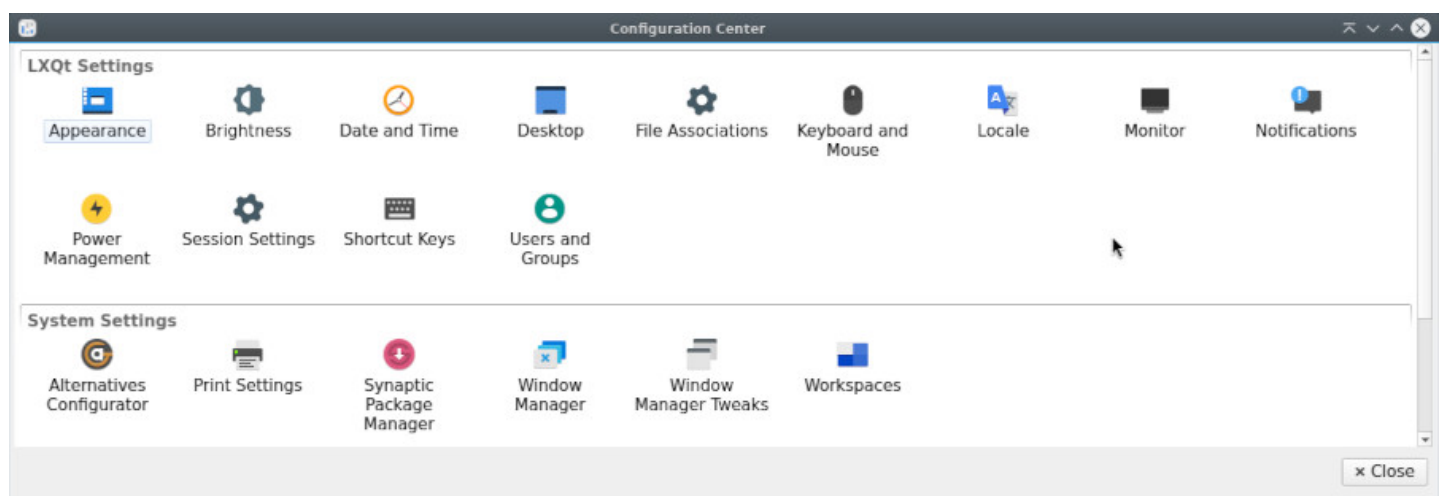 Configuration Center
LXQt Settings
Appearance
Brightness
Date and Time
Desktop
File Associations
Keyboard and
Mouse
Locale
Monitor
Notifications
Power
Management
Session Settings
Shortcut Keys
Users and
Groups
System Settings
Alternatives
Configurator
Print Settings
Synaptic
Package
Manager
Window
Manager
Window
Manager Tweaks
Workspaces
Close